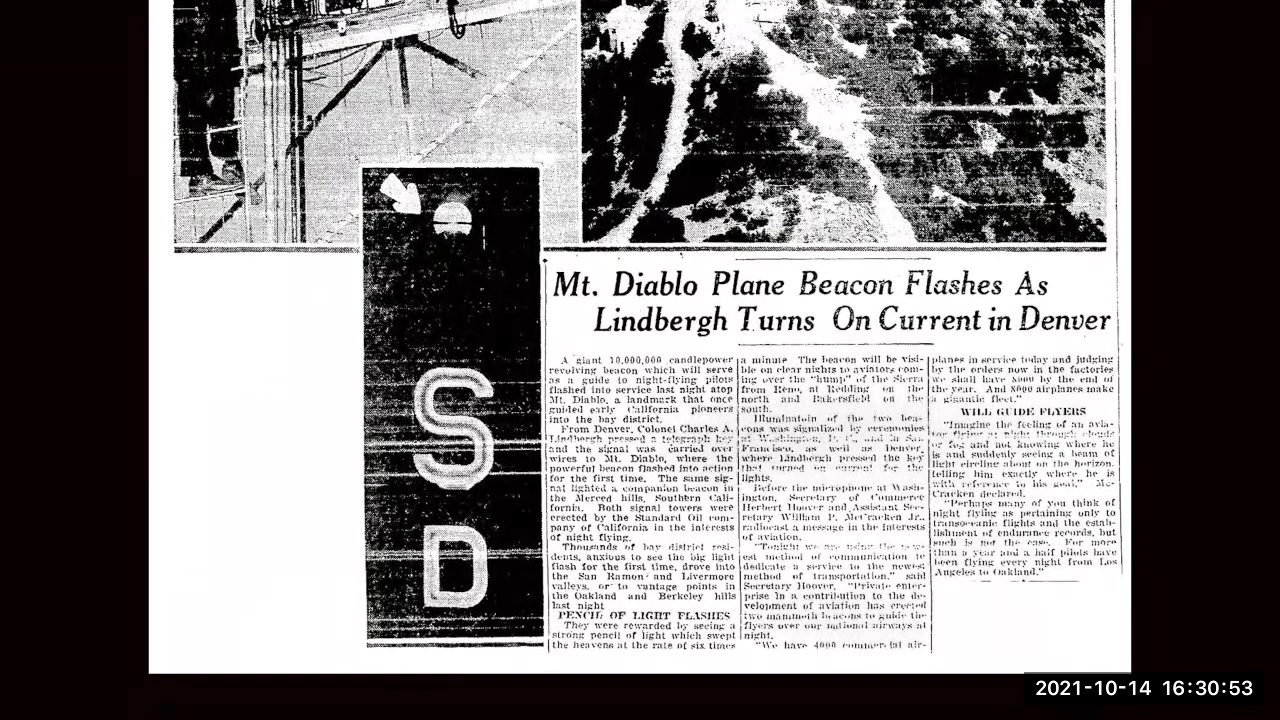 S
D
Mt. Diablo Plane Beacon Flashes As
Lindbergh Turns On Current in Denver
A giant 10,000,000 candlepower
revolving beacon which will serve
as a guide to night-flying pilots
flashed into service last night atop
Mt. Diablo, a landmark that once
guided early California pioneers
into the bay district.
From Denver, Colonel Charles A.
Lindbergh pressed a telegraph key
and the signal was carried over
wires to Mt. Diablo, where the
powerful beacon flashed into action
for the first time. The same sig-
nal lighted a companion beacon in
the Merced hills, Southern Cali-
fornia. Both signal towers were
erected by the Standard Oil com-
pany of California in the interests
of night flying.
Thousands of bay district resi-
dents, anxious to see the big light
flash for the first time, drove into
the San Ramon and Livermore
valleys, or to vantage points in
the Oakland and Berkeley hills
last night
PENCIL OF LIGHT FLASHES
They were rewarded by seeing a
strong pencil of light which swept
the heavens at the rate of six times
a minute The beacon will be visi-
ble on clear nights to aviators com-
ing over the "hump" of the Sierra
from Reno, at Redding on the
north and Bakersfield on the
south.
Illuminatoin of the two bea-
cons was signalized by ceremonies
at Washington, D. C., and in San
Francisco, as well as Denver,
where Lindbergh pressed the key
that turned on current for the
lights.
Before the microphone at Wash-
ington, Secretary of Commerce
Herbert Hoover and Assistant Sec-
retary William P. McCracken Jr.,
radiocast a message in the interests
of aviation.
"Tonight we are using the new-
est method of communication to
dedicate a service to the newest
method of transportation," said
Secretary Hoover. "Private enter-
prise in a contribution to the de-
velopment of aviation has erected
two mammoth beacons to guide the
flyers over our national airways at
night.
"We have 4000 commercial air-
planes in service today and judging
by the orders now in the factories
we shall have 8000 by the end of
the year. And 8000 airplanes make
a gigantic fleet."
WILL GUIDE FLYERS
"Imagine the feeling of an avia-
tor flying at night through clouds
or fog and not knowing where he
is and suddenly seeing a beam of
light circling about on the horizon,
telling him exactly where he is
with reference to his goal," Mc-
Cracken declared.
"Perhaps many of you think of
night flying as pertaining only to
transoceanic flights and the estab-
lishment of endurance records, but
such is not the case. For more
than a year and a half pilots have
been flying every night from Los
Angeles to Oakland."
2021-10-14 16:30:53